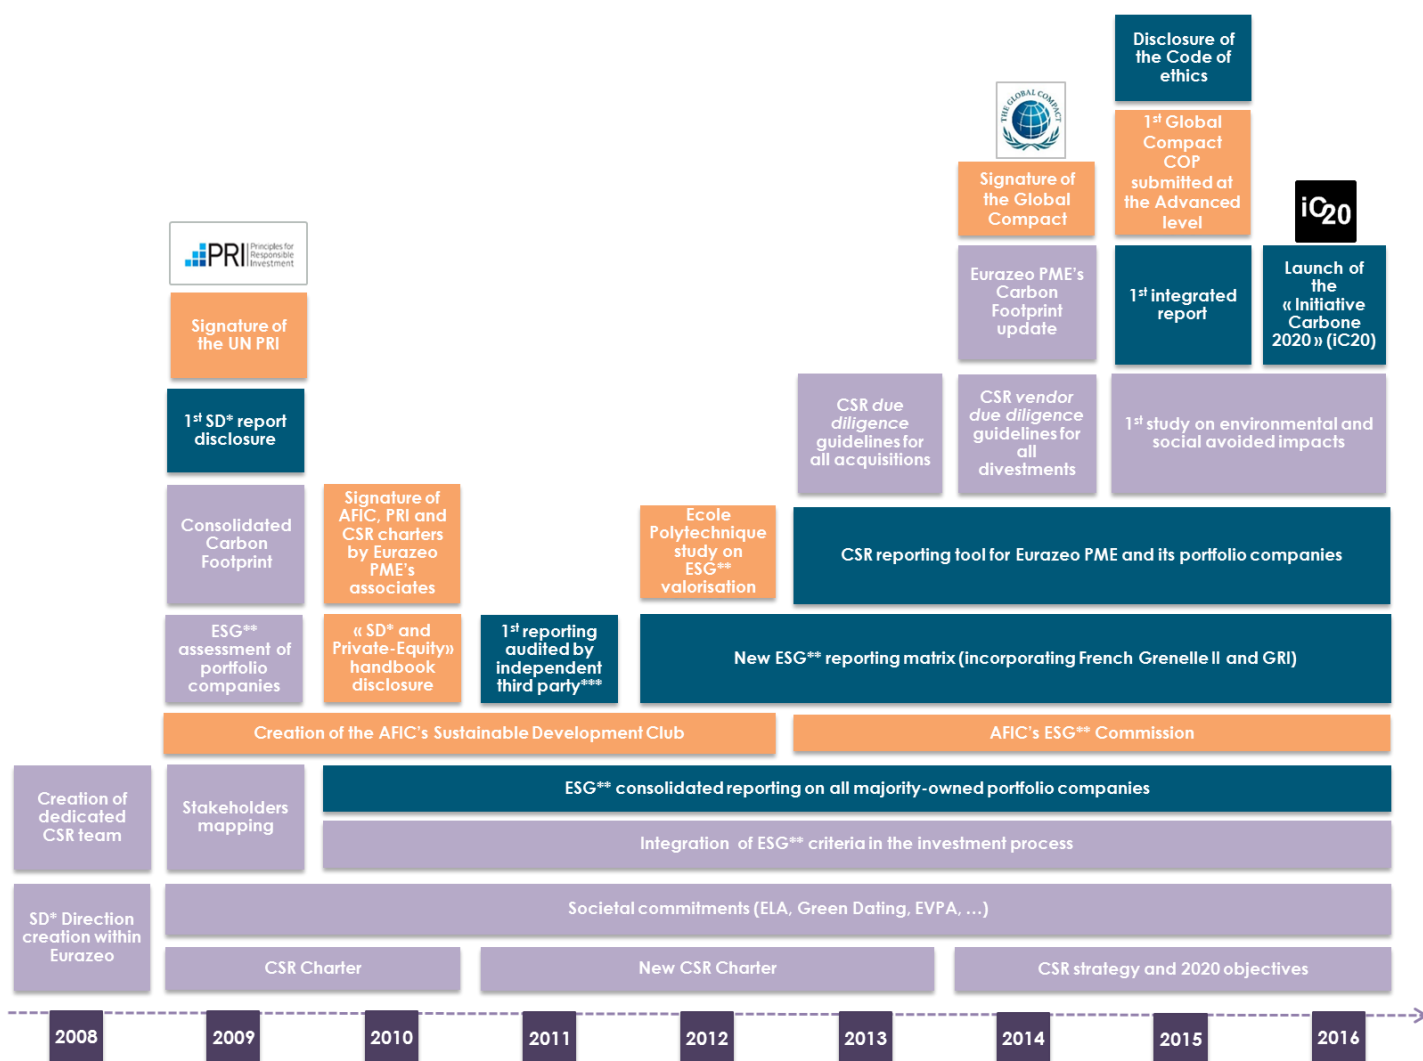 Disclosure of
the Code of
ethics
THE GLOBAL COMPACT
1st Global
Compact
COP
submitted at
the Advanced
level
Signature of
the Global
Compact
iC20
PRI
Principles for
Responsible
Investment
Signature of
the UN PRI
Eurazeo PME's
Carbon
Footprint
update
1st integrated
report
Launch of
the
« Initiative
Carbone
2020 » (iC20)
1st SD* report
disclosure
CSR due
diligence
guidelines for
all acquisitions
CSR vendor
due diligence
guidelines for
all
divestments
1st study on environmental and
social avoided impacts
Consolidated
Carbon
Footprint
Signature of
AFIC, PRI and
CSR charters
by Eurazeo
PME's
associates
Ecole
Polytechnique
study on
ESG**
valorisation
CSR reporting tool for Eurazeo PME and its portfolio companies
ESG**
assessment of
portfolio
companies
« SD* and
Private-Equity»
handbook
disclosure
1st reporting
audited by
independent
third party***
New ESG** reporting matrix (incorporating French Grenelle II and GRI)
Creation of the AFIC's Sustainable Development Club
AFIC's ESG** Commission
Creation of
dedicated
CSR team
Stakeholders
mapping
ESG** consolidated reporting on all majority-owned portfolio companies
Integration of ESG** criteria in the investment process
SD* Direction
creation within
Eurazeo
Societal commitments (ELA, Green Dating, EVPA, …)
CSR Charter
New CSR Charter
CSR strategy and 2020 objectives
2008
2009
2010
2011
2012
2013
2014
2015
2016